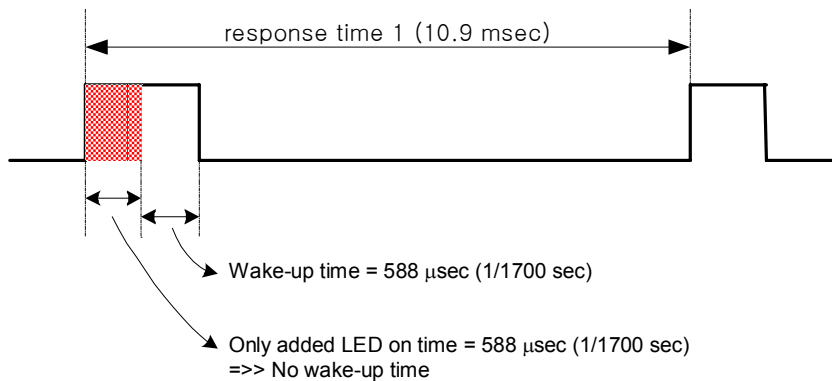 response time 1 (10.9 msec)
Wake-up time = 588 μsec (1/1700 sec)
Only added LED on time = 588 μsec (1/1700 sec)
=>> No wake-up time